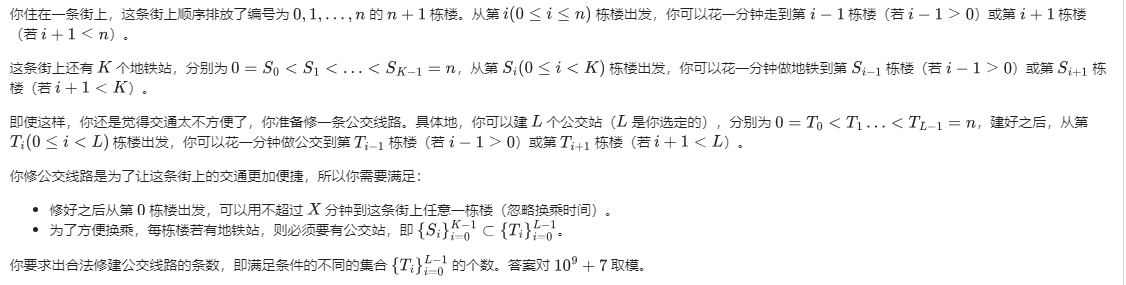 你住在一条街上，这条街上顺序排放了编号为 0, 1, . . . , n 的 n + 1 栋楼。从第 i(0 ≤ i ≤ n) 栋楼出发，你可以花一分钟走到第 i − 1 栋楼（若 i − 1 > 0）或第 i + 1 栋楼
（若 i + 1 < n）。
这条街上还有 K 个地铁站，分别为 0 = S₀ < S₁ < . . . < S_{K−1} = n，从第 S_i(0 ≤ i < K) 栋楼出发，你可以花一分钟做地铁到第 S_{i−1} 栋楼（若 i − 1 > 0）或第 S_{i+1} 栋
楼（若 i + 1 < K）。
即使这样，你还是觉得交通太不方便了，你准备修一条公交线路。具体地，你可以建 L 个公交站（L 是你选定的），分别为 0 = T₀ < T₁ . . . < T_{L−1} = n，建好之后，从第
T_i(0 ≤ i < L) 栋楼出发，你可以花一分钟做公交到第 T_{i−1} 栋楼（若 i − 1 > 0）或第 T_{i+1} 栋楼（若 i + 1 < L）。
你修公交线路是为了让这条街上的交通更加便捷，所以你需要满足：
• 修好之后从第 0 栋楼出发，可以用不超过 X 分钟到这条街上任意一栋楼（忽略换乘时间）。
• 为了方便换乘，每栋楼若有地铁站，则必须要有公交站，即 {S_i}_{i=0}^{K−1} ⊂ {T_i}_{i=0}^{L−1}。
你要求出合法修建公交线路的条数，即满足条件的不同的集合 {T_i}_{i=0}^{L−1} 的个数。答案对 10⁹ + 7 取模。